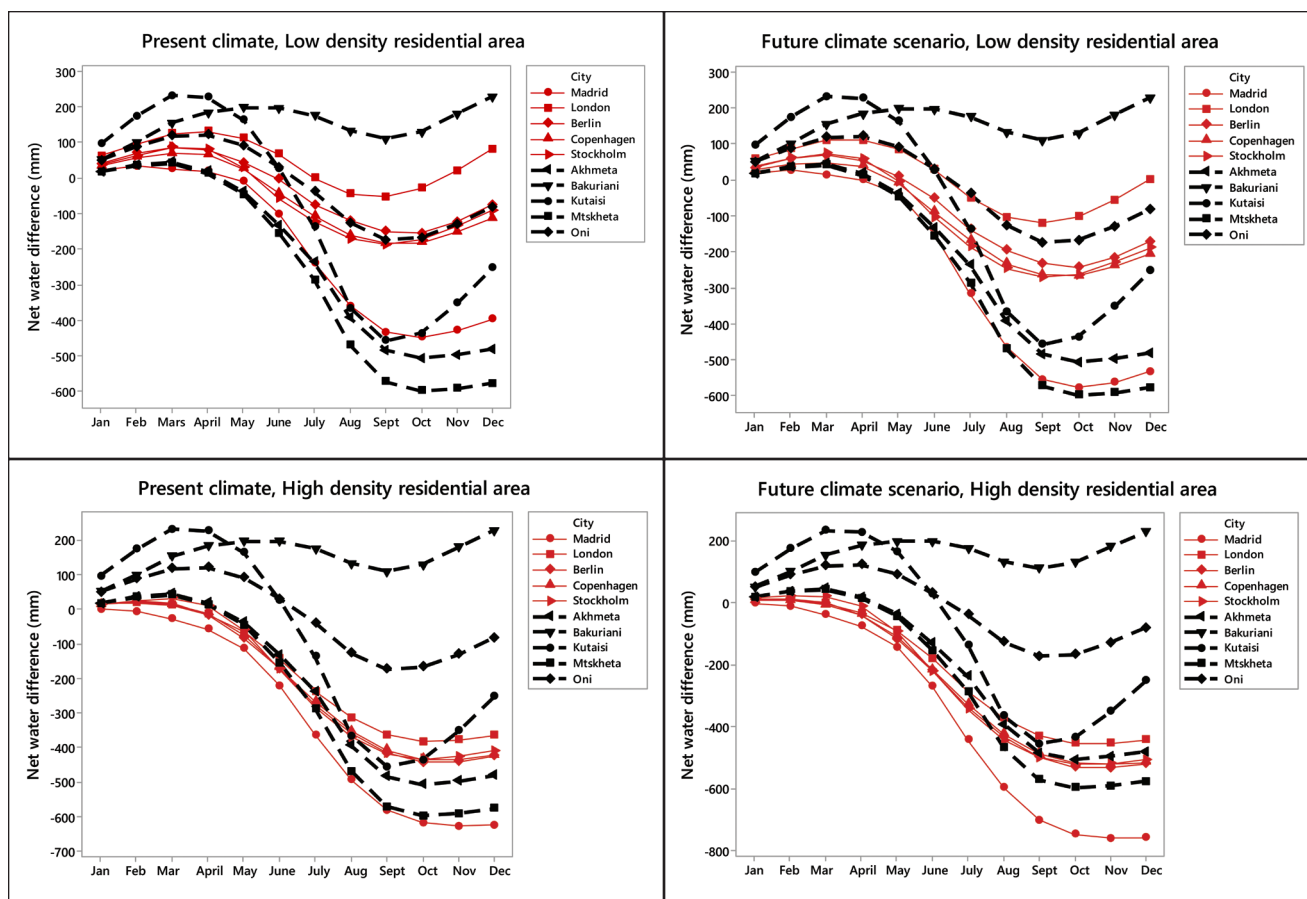 Present climate, Low density residential area
Net water difference (mm)
300
200
100
0
-100
-200
-300
-400
-500
-600
Jan Feb Mars April May June July Aug Sept Oct Nov Dec
City
Madrid
London
Berlin
Copenhagen
Stockholm
Akhmeta
Bakuriani
Kutaisi
Mtskheta
Oni
Future climate scenario, Low density residential area
Net water difference (mm)
300
200
100
0
-100
-200
-300
-400
-500
-600
Jan Feb Mar April May June July Aug Sept Oct Nov Dec
City
Madrid
London
Berlin
Copenhagen
Stockholm
Akhmeta
Bakuriani
Kutaisi
Mtskheta
Oni
Present climate, High density residential area
Net water difference (mm)
200
100
0
-100
-200
-300
-400
-500
-600
-700
Jan Feb Mar April May June July Aug Sept Oct Nov Dec
City
Madrid
London
Berlin
Copenhagen
Stockholm
Akhmeta
Bakuriani
Kutaisi
Mtskheta
Oni
Future climate scenario, High density residential area
Net water difference (mm)
200
0
-200
-400
-600
-800
Jan Feb Mar April May June July Aug Sept Oct Nov Dec
City
Madrid
London
Berlin
Copenhagen
Stockholm
Akhmeta
Bakuriani
Kutaisi
Mtskheta
Oni